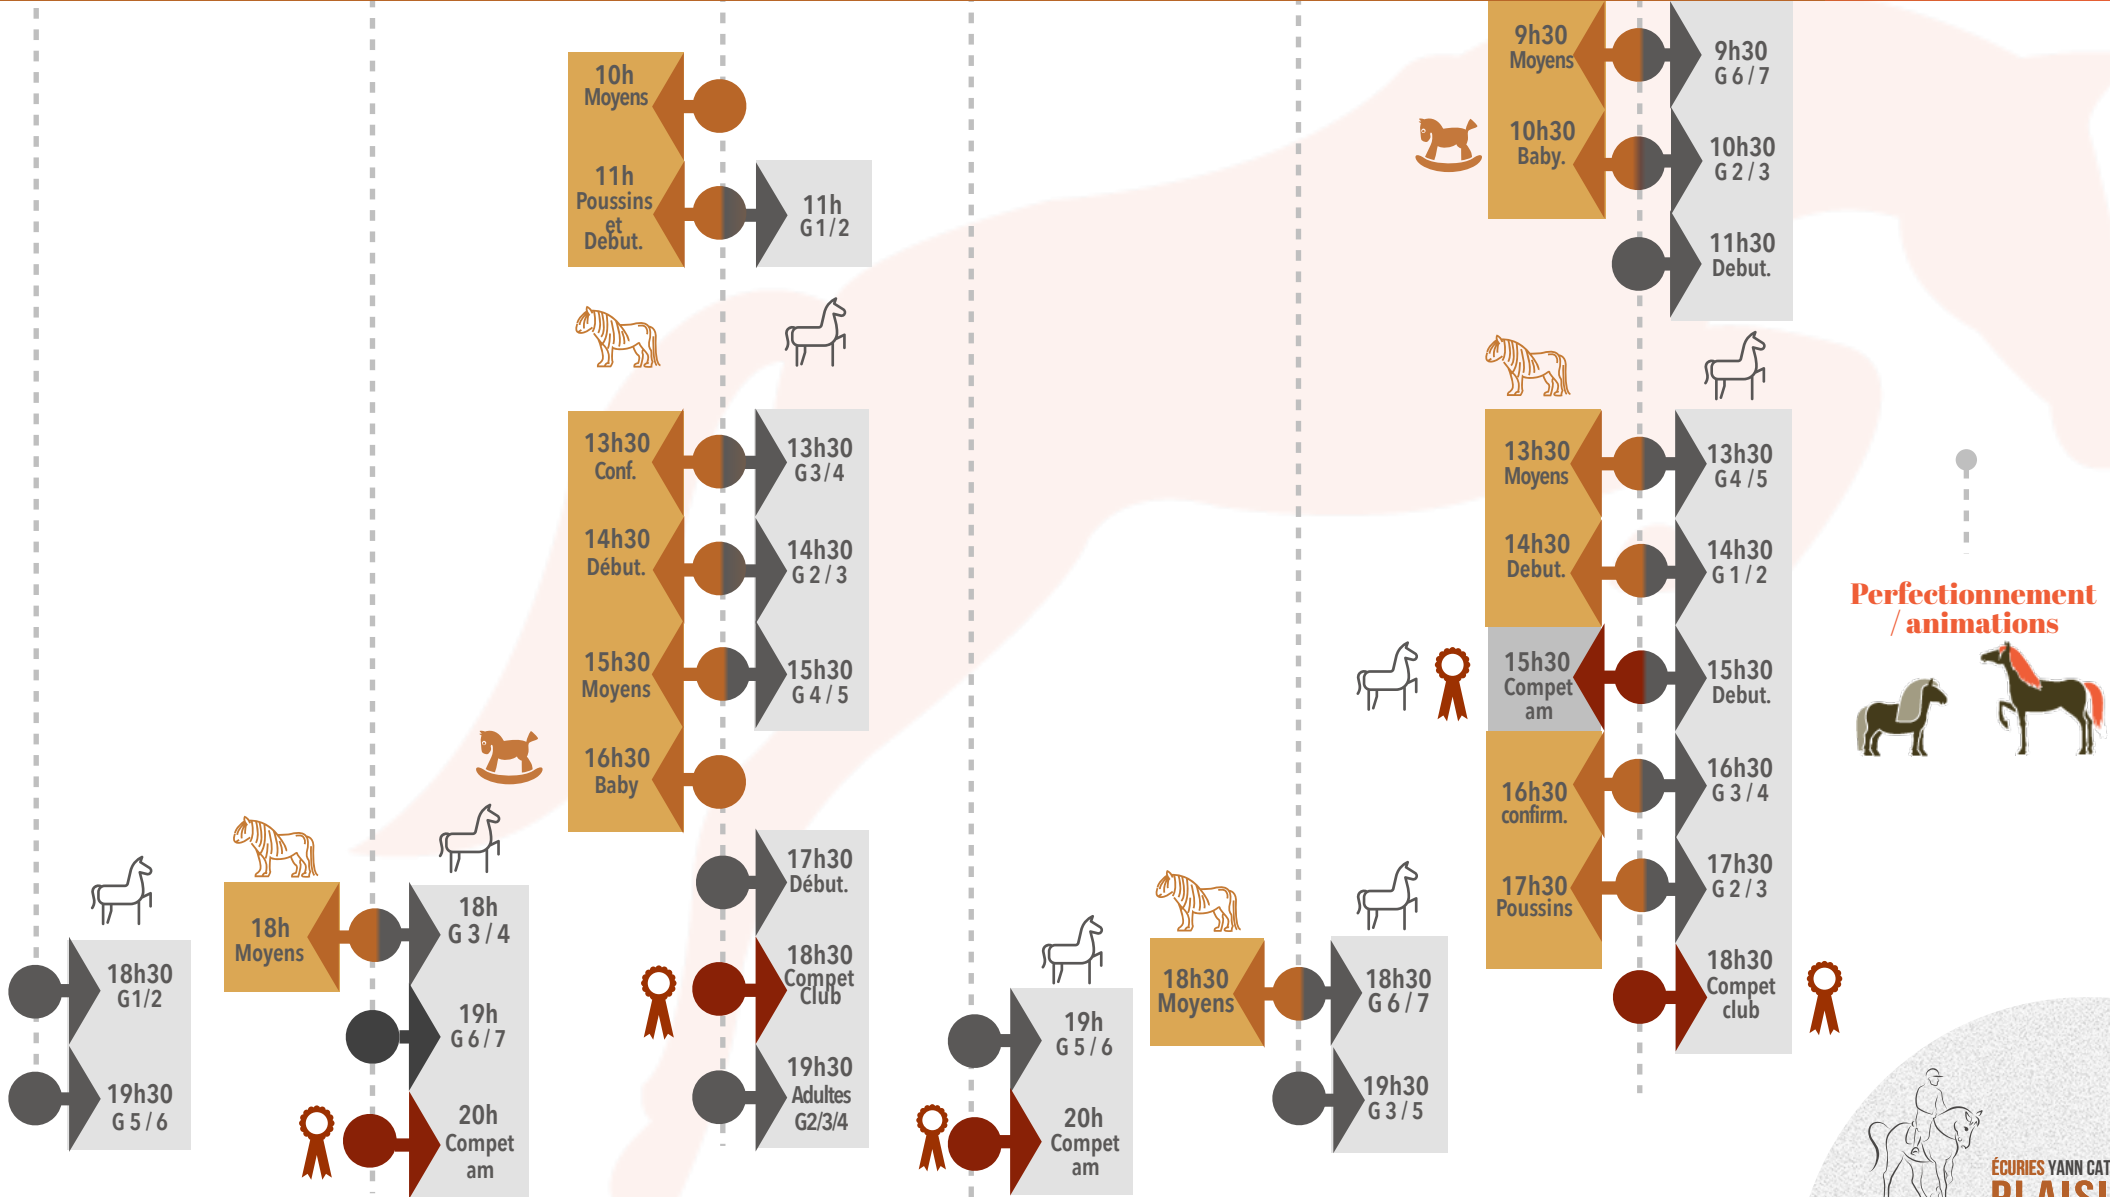 18h30
G1/2
19h30
G 5 / 6
18h
Moyens
18h
G 3 / 4
19h
G 6 / 7
20h
Compet
am
10h
Moyens
11h
Poussins
et
Debut.
11h
G 1/2
13h30
Conf.
13h30
G 3/4
14h30
Début.
14h30
G 2 / 3
15h30
Moyens
15h30
G 4 / 5
16h30
Baby
17h30
Début.
18h30
Compet
Club
19h30
Adultes
G2/3/4
19h
G 5 / 6
20h
Compet
am
18h30
Moyens
18h30
G 6 / 7
19h30
G 3 / 5
9h30
Moyens
9h30
G 6 / 7
10h30
Baby.
10h30
G 2 / 3
11h30
Debut.
13h30
Moyens
13h30
G 4 / 5
14h30
Debut.
14h30
G 1 / 2
15h30
Compet
am
15h30
Debut.
16h30
confirm.
16h30
G 3 / 4
17h30
Poussins
17h30
G 2 / 3
18h30
Compet
club
Perfectionnement
/ animations
ÉCURIES YANN CAT